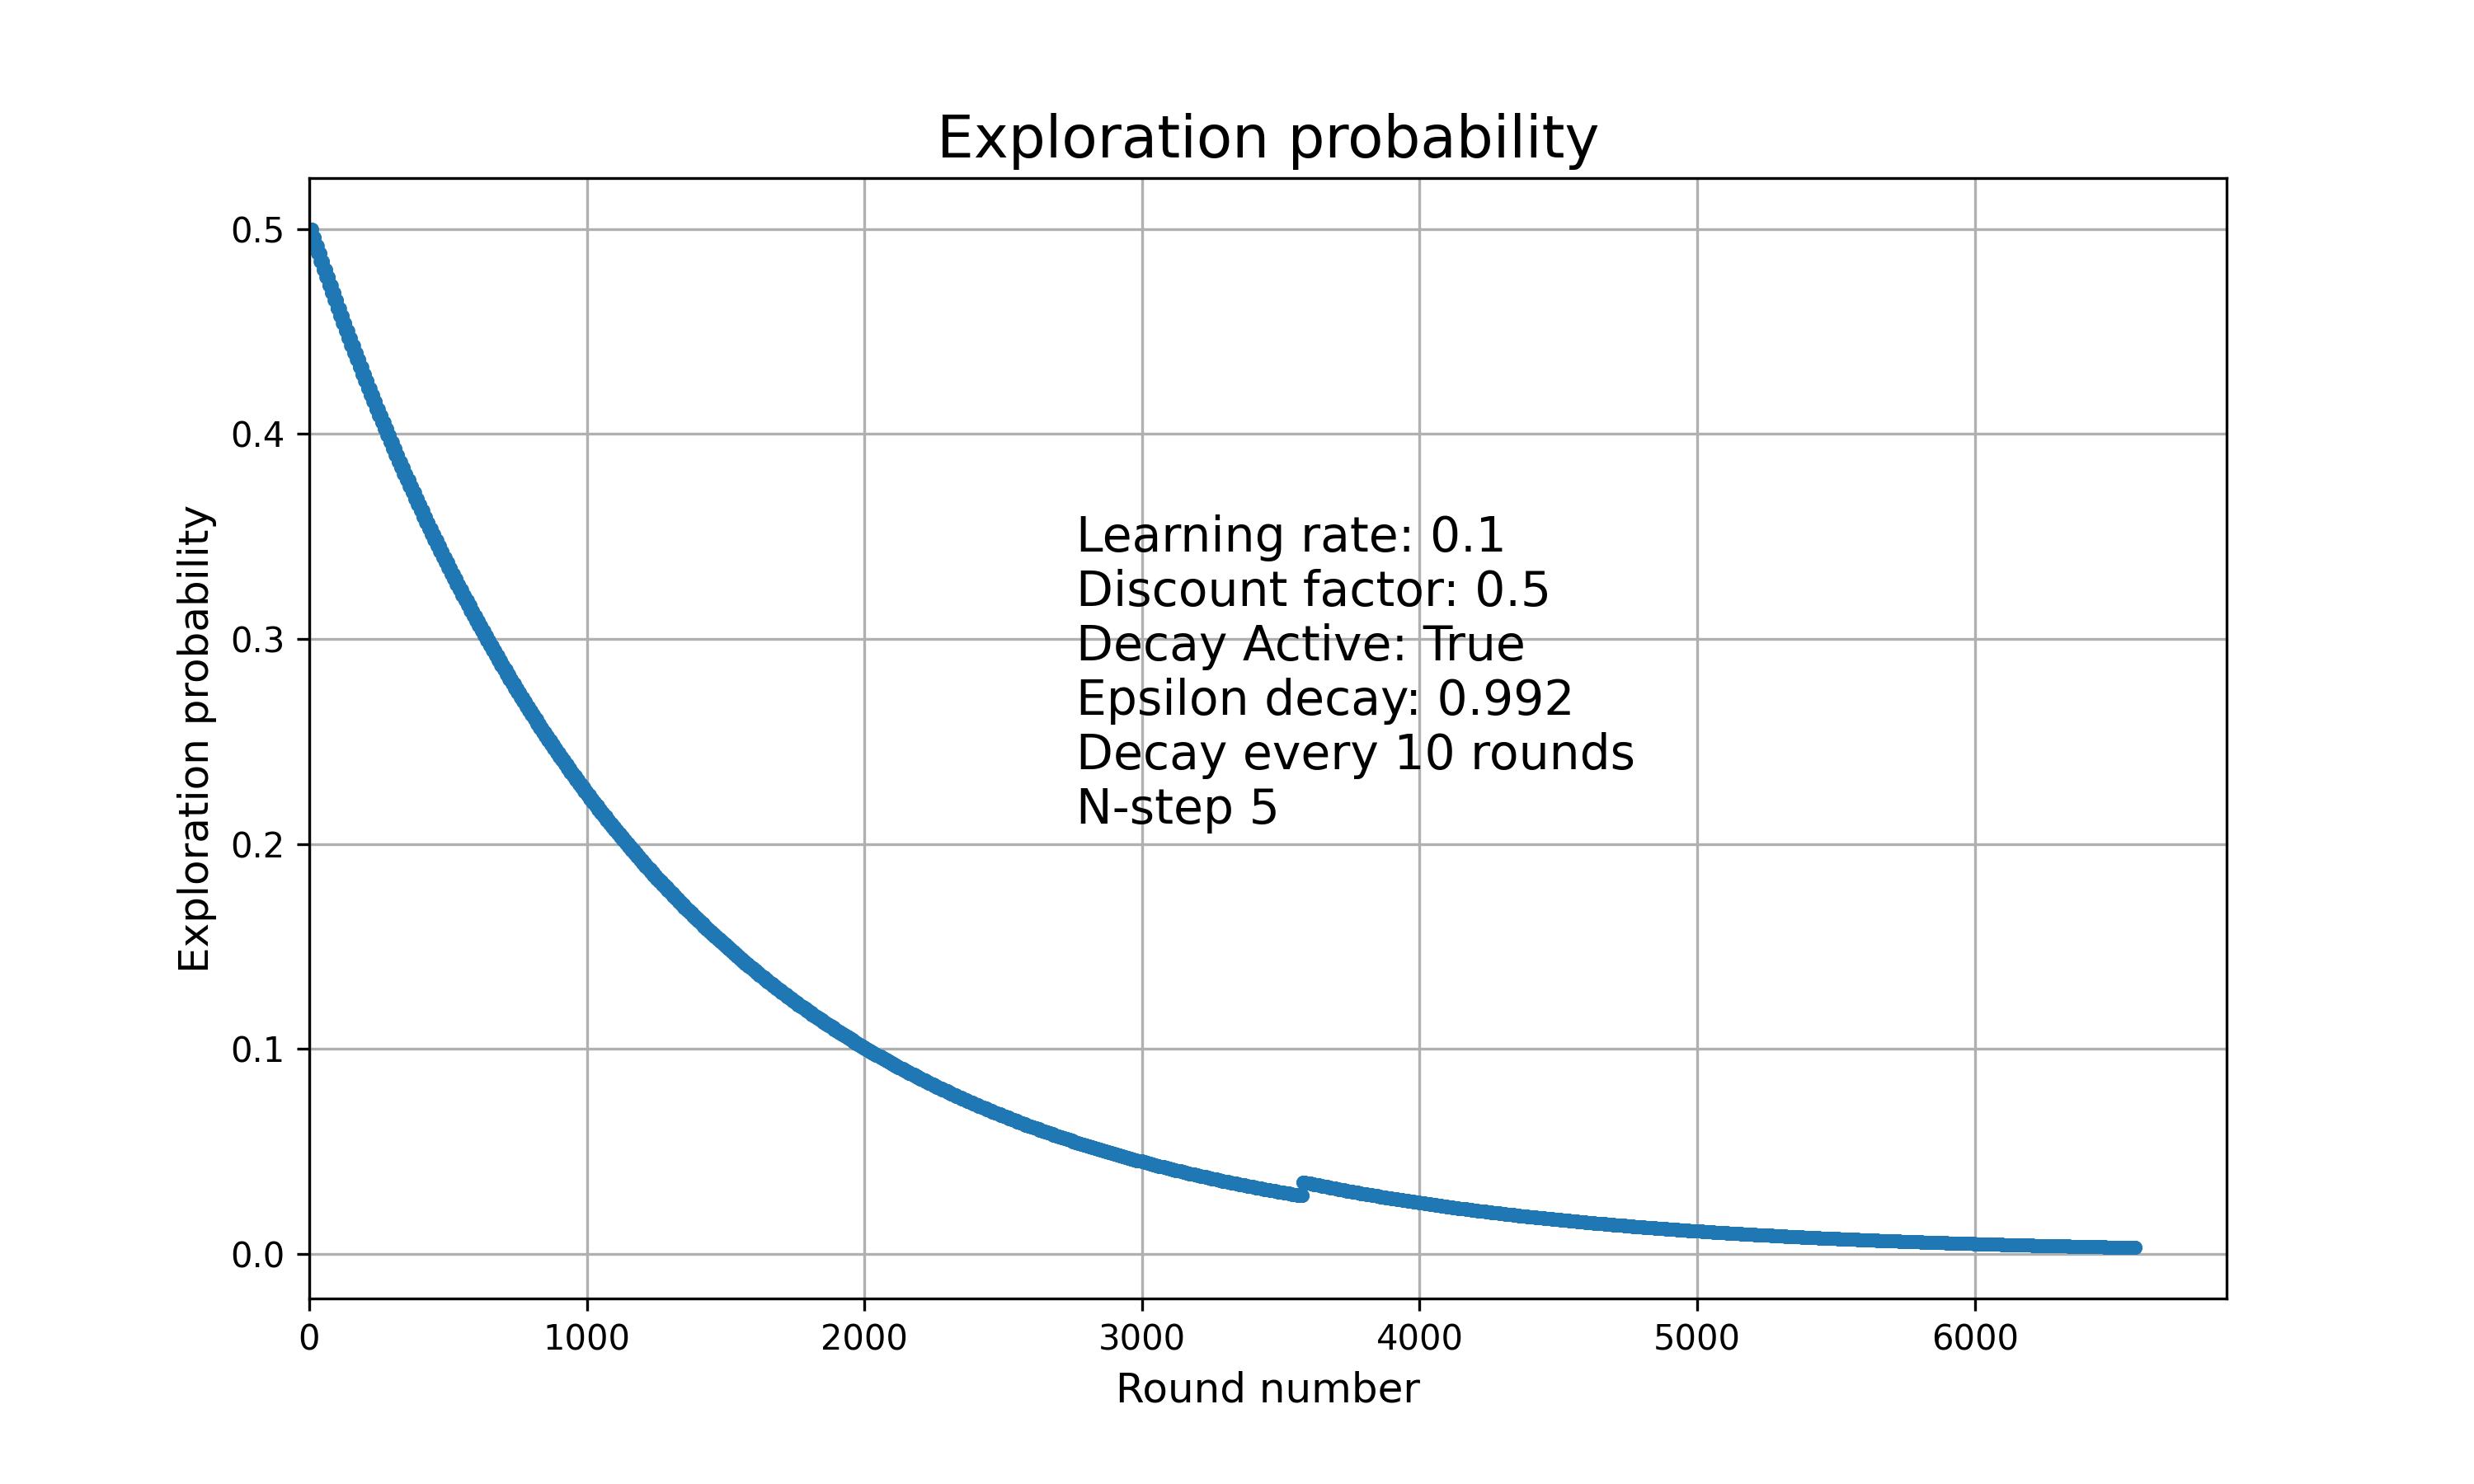 Exploration probability
Exploration probability
0.5
0.4
0.3
0.2
0.1
0.0
Learning rate: 0.1
Discount factor: 0.5
Decay Active: True
Epsilon decay: 0.992
Decay every 10 rounds
N-step 5
0 1000 2000 3000 4000 5000 6000
Round number